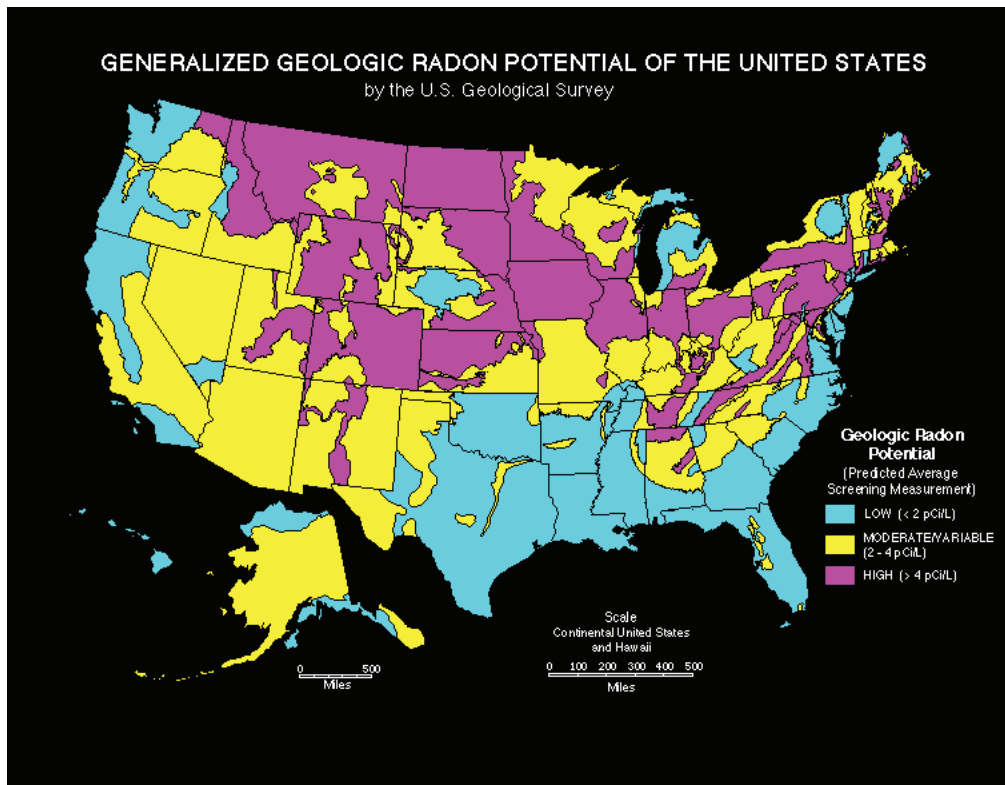 GENERALIZED GEOLOGIC RADON POTENTIAL OF THE UNITED STATES
by the U.S. Geological Survey
Geologic Radon
Potential
(Predicted Average
Screening Measurement)
LOW (< 2 pCi/L)
MODERATE/VARIABLE
(2 - 4 pCi/L)
HIGH (> 4 pCi/L)
Scale
Continental United States
and Hawaii
0 100 200 300 400 500
Miles
0 500
Miles